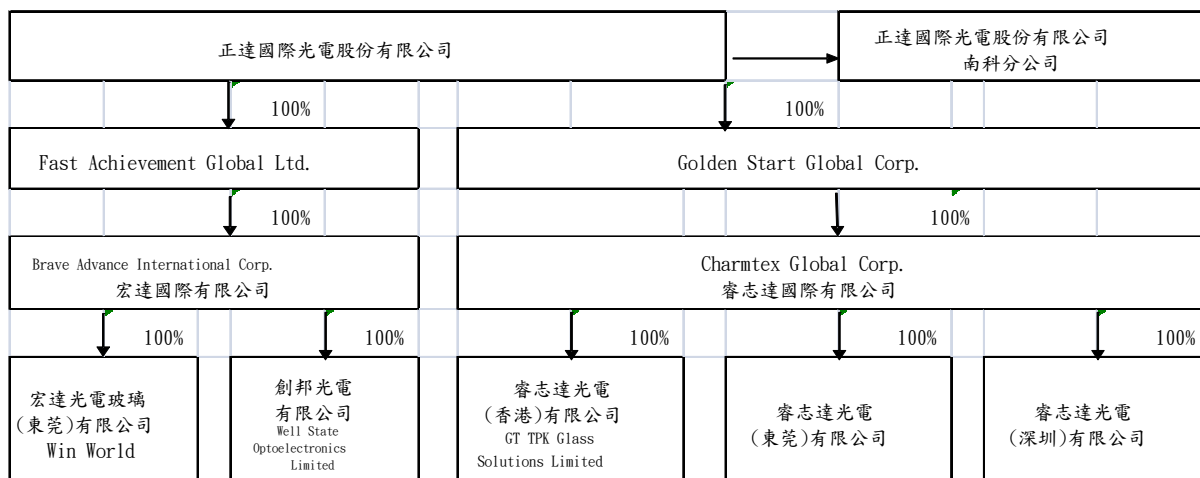 正達國際光電股份有限公司
正達國際光電股份有限公司
南科分公司
100%
100%
Fast Achievement Global Ltd.
Golden Start Global Corp.
100%
100%
Brave Advance International Corp.
宏達國際有限公司
Charmtex Global Corp.
睿志達國際有限公司
100%
100%
100%
100%
100%
宏達光電玻璃
(東莞)有限公司
Win World
創邦光電
有限公司
Well State
Optoelectronics
Limited
睿志達光電
(香港)有限公司
GT TPK Glass
Solutions Limited
睿志達光電
(東莞)有限公司
睿志達光電
(深圳)有限公司